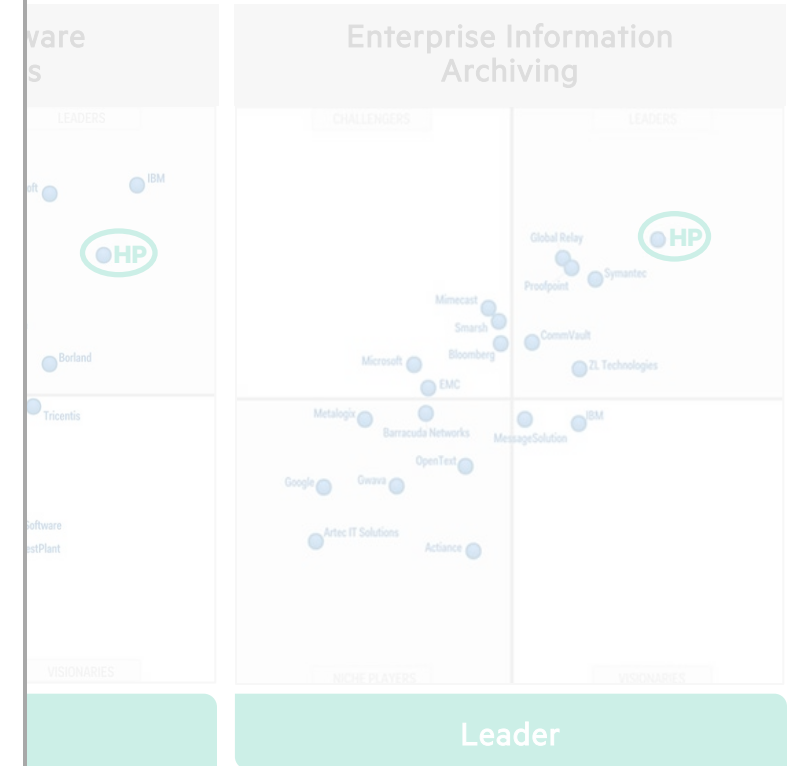 ware
s
LEADERS
oft
IBM
HP
Borland
Tricentis
Software
estPlant
VISIONARIES
Enterprise Information
Archiving
CHALLENGERS
LEADERS
HP
Global Relay
Proofpoint
Symantec
Mimecast
Smarsh
Bloomberg
CommVault
Microsoft
ZL Technologies
EMC
Metalogix
Barracuda Networks
MessageSolution
IBM
OpenText
Google
Gwava
Artec IT Solutions
Actiance
NICHE PLAYERS
VISIONARIES
Leader